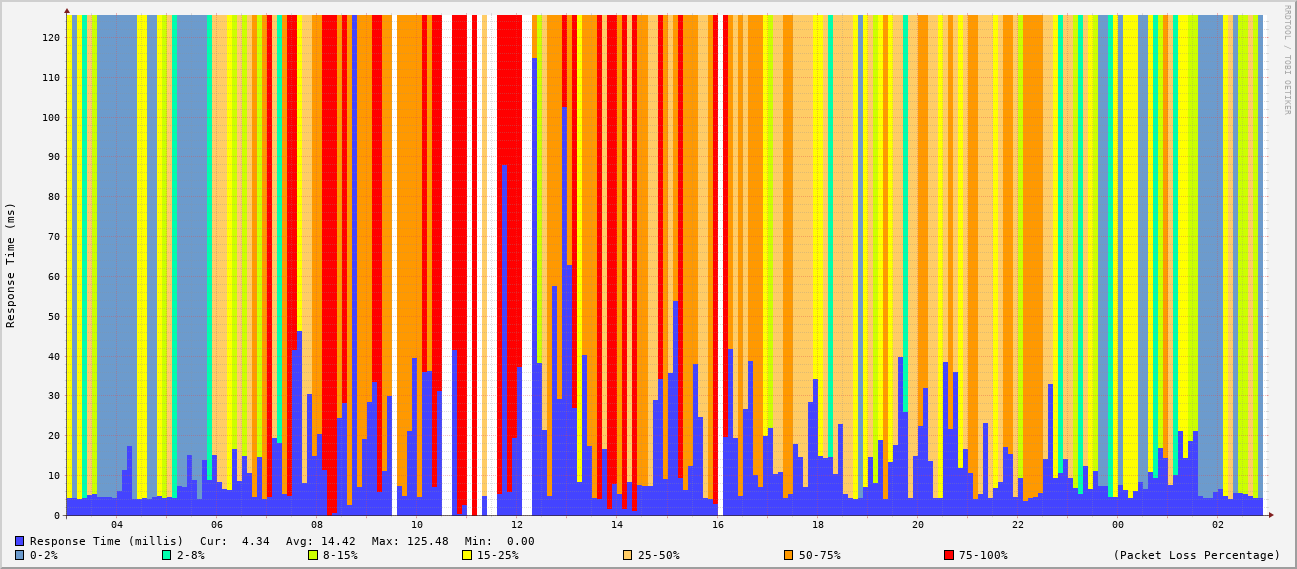 RRDTOOL / TOBI OETIKER
Response Time (ms)
120
110
100
90
80
70
60
50
40
30
20
10
0
04 06 08 10 12 14 16 18 20 22 00 02
Response Time (millis) Cur: 4.34 Avg: 14.42 Max: 125.48 Min: 0.00
0-2% 2-8% 8-15% 15-25% 25-50% 50-75% 75-100% (Packet Loss Percentage)